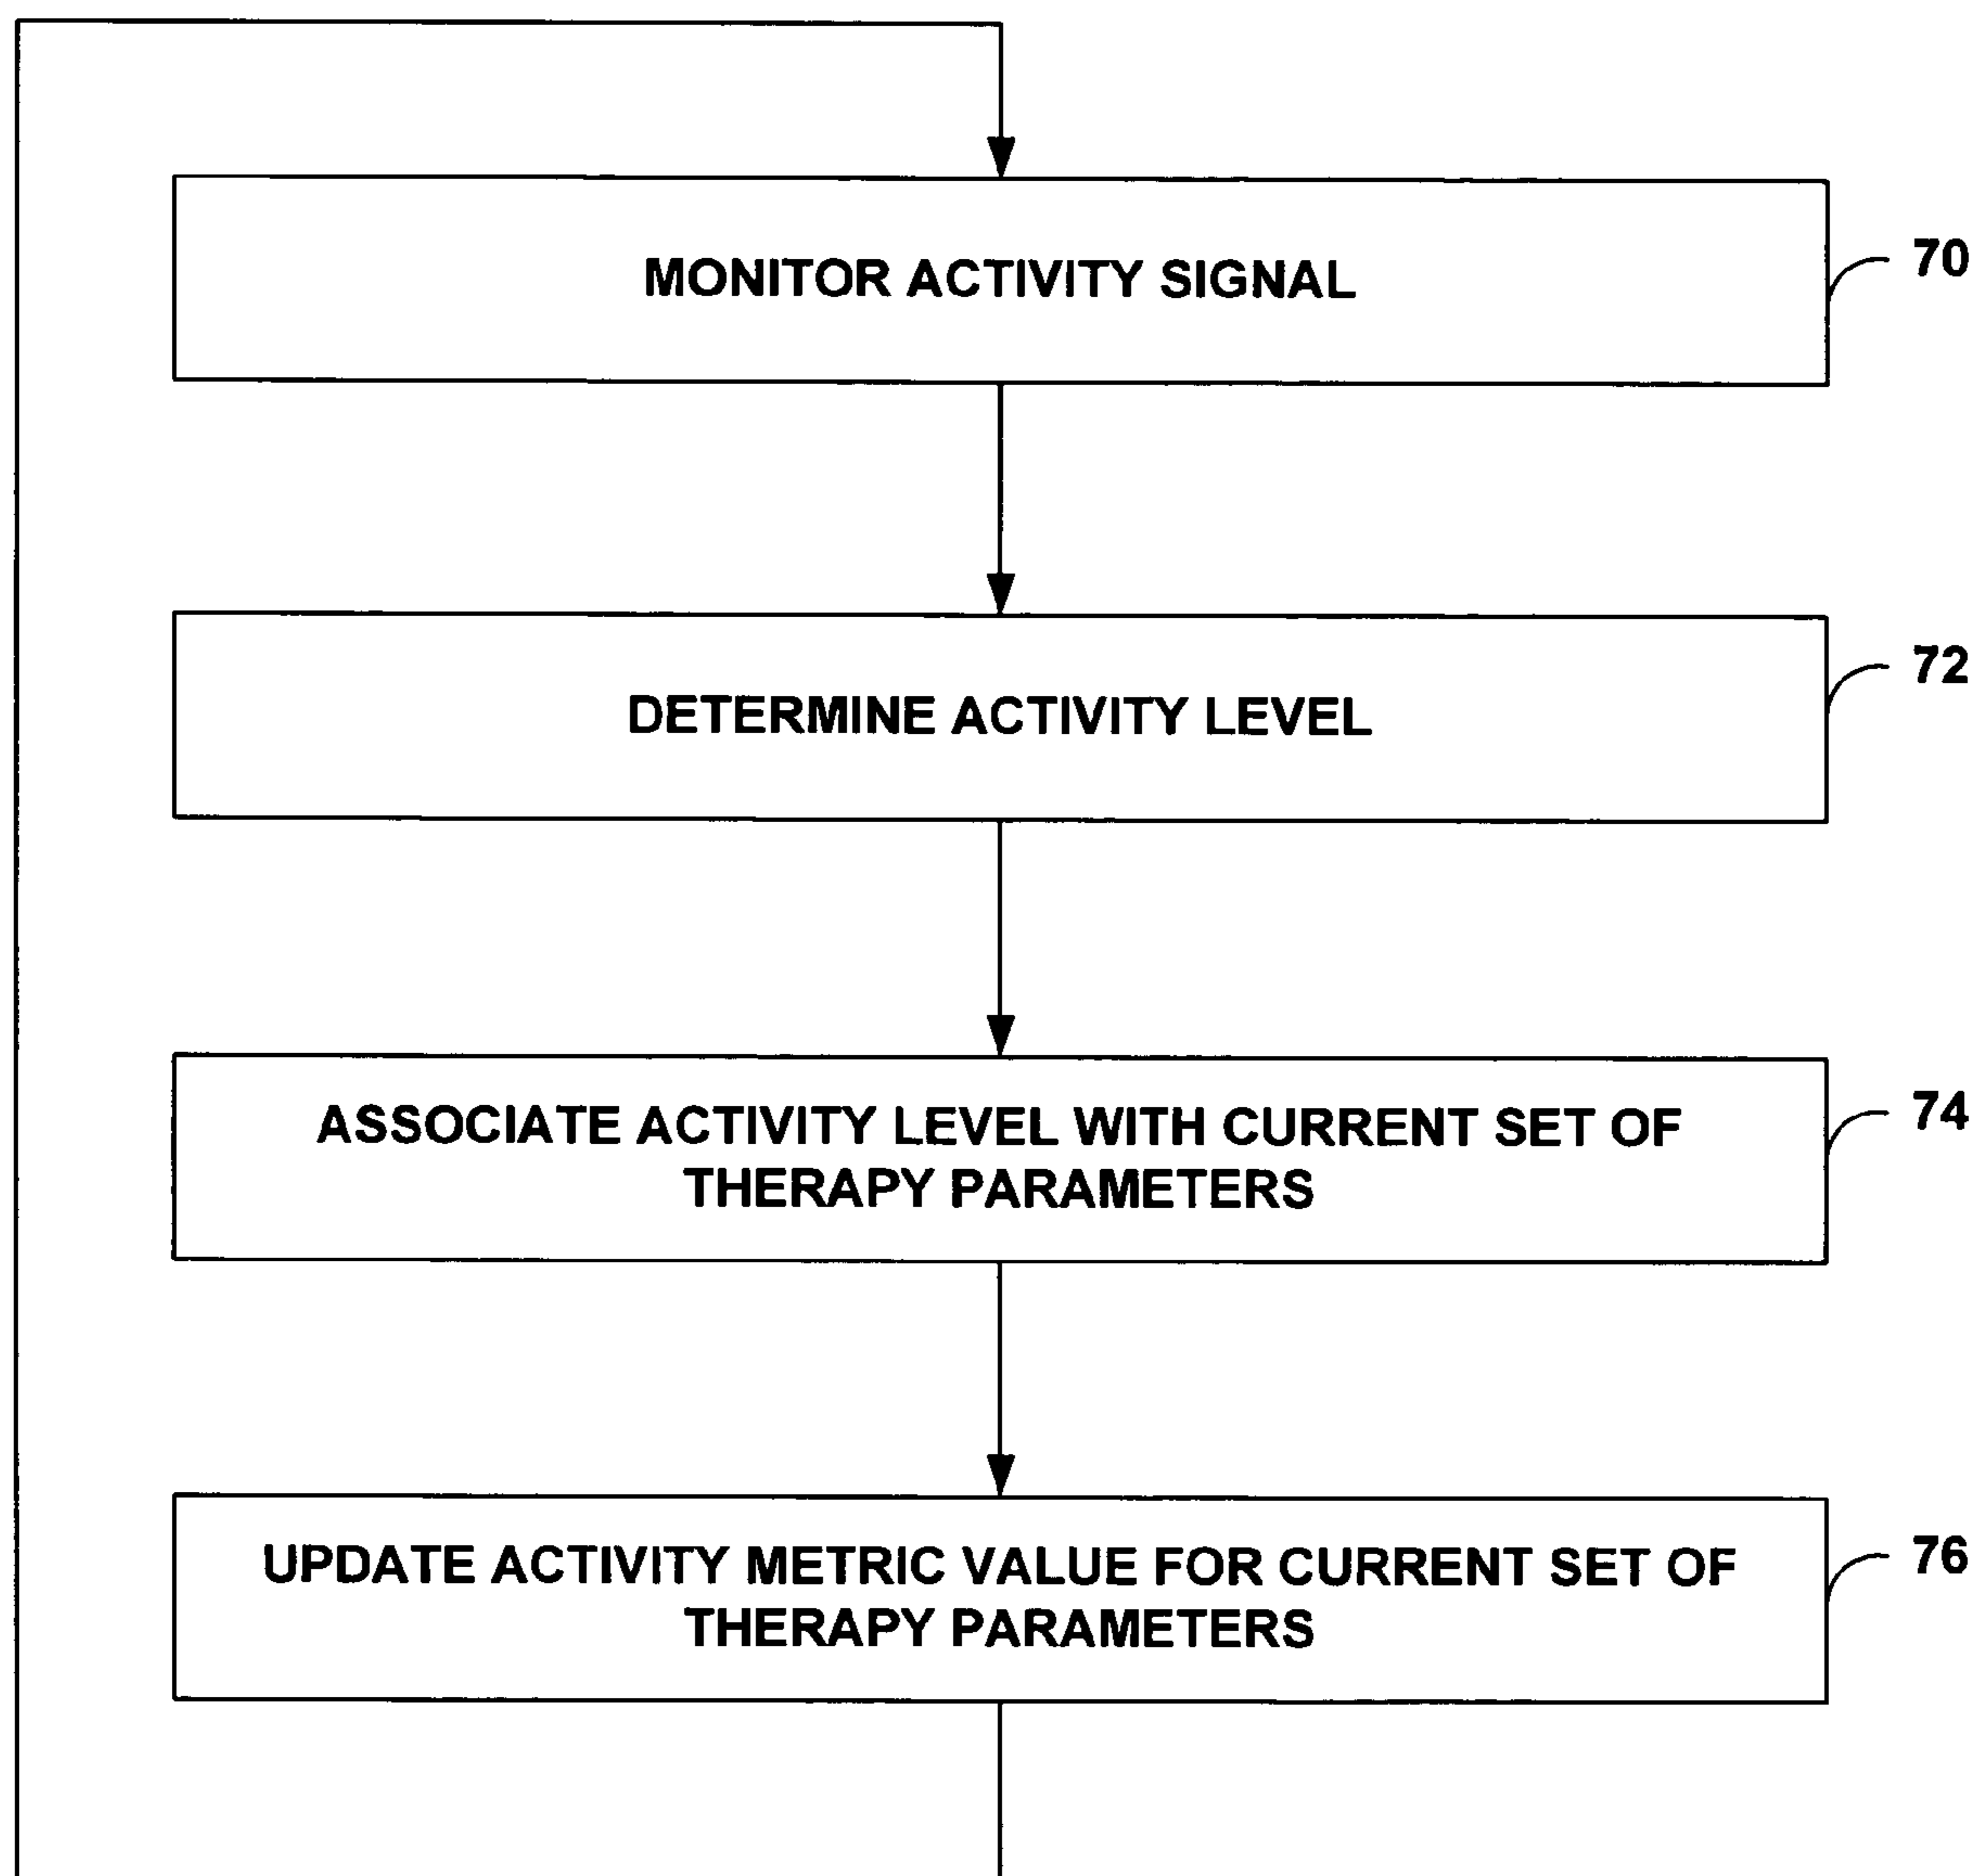 MONITOR ACTIVITY SIGNAL
70
DETERMINE ACTIVITY LEVEL
72
ASSOCIATE ACTIVITY LEVEL WITH CURRENT SET OF
THERAPY PARAMETERS
74
UPDATE ACTIVITY METRIC VALUE FOR CURRENT SET OF
THERAPY PARAMETERS
76